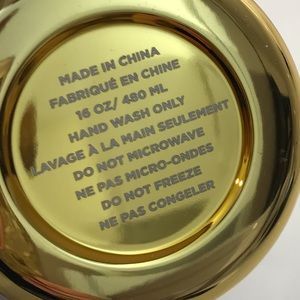 MADE IN CHINA
FABRIQUÉ EN CHINE
16 OZ/ 480 ML
HAND WASH ONLY
LAVAGE À LA MAIN SEULEMENT
DO NOT MICROWAVE
NE PAS MICRO-ONDES
DO NOT FREEZE
NE PAS CONGELER